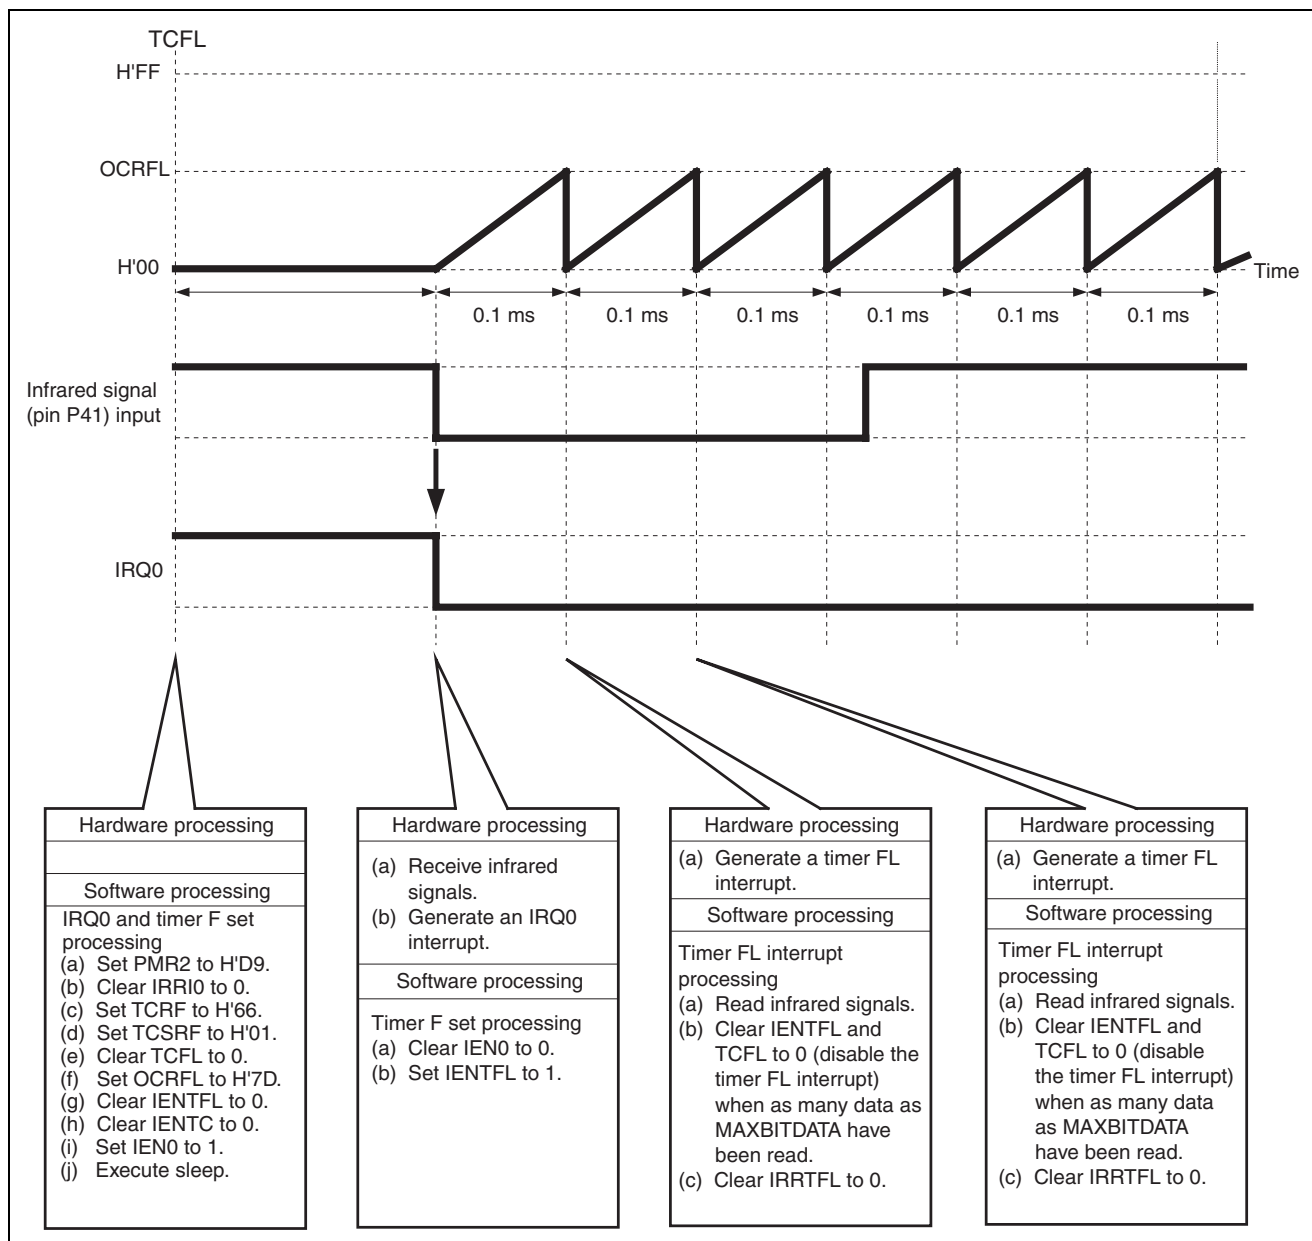 TCFL
H'FF
OCRFL
H'00
Time
0.1 ms
0.1 ms
0.1 ms
0.1 ms
0.1 ms
0.1 ms
Infrared signal
(pin P41) input
IRQ0
Hardware processing
Software processing
IRQ0 and timer F set
processing
(a) Set PMR2 to H'D9.
(b) Clear IRRI0 to 0.
(c) Set TCRF to H'66.
(d) Set TCSRF to H'01.
(e) Clear TCFL to 0.
(f) Set OCRFL to H'7D.
(g) Clear IENTFL to 0.
(h) Clear IENTC to 0.
(i) Set IEN0 to 1.
(j) Execute sleep.
Hardware processing
(a) Receive infrared
signals.
(b) Generate an IRQ0
interrupt.
Software processing
Timer F set processing
(a) Clear IEN0 to 0.
(b) Set IENTFL to 1.
Hardware processing
(a) Generate a timer FL
interrupt.
Software processing
Timer FL interrupt
processing
(a) Read infrared signals.
(b) Clear IENTFL and
TCFL to 0 (disable the
timer FL interrupt)
when as many data as
MAXBITDATA have
been read.
(c) Clear IRRTFL to 0.
Hardware processing
(a) Generate a timer FL
interrupt.
Software processing
Timer FL interrupt
processing
(a) Read infrared signals.
(b) Clear IENTFL and
TCFL to 0 (disable
the timer FL interrupt)
when as many data
as MAXBITDATA
have been read.
(c) Clear IRRTFL to 0.